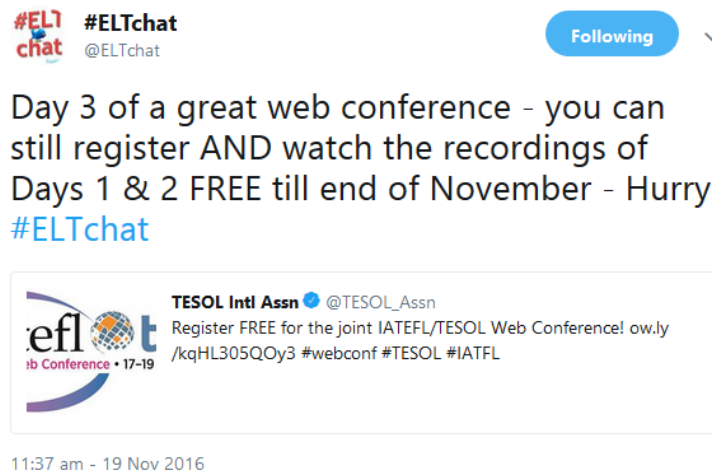 #ELT
chat
#ELTchat
@ELTchat
Following
Day 3 of a great web conference - you can
still register AND watch the recordings of
Days 1 & 2 FREE till end of November - Hurry
#ELTchat
TESOL Intl Assn @TESOL_Assn
Register FREE for the joint IATEFL/TESOL Web Conference! ow.ly
/kqHL305QOy3 #webconf #TESOL #IATFL
tefl t
eb Conference • 17-19
11:37 am - 19 Nov 2016